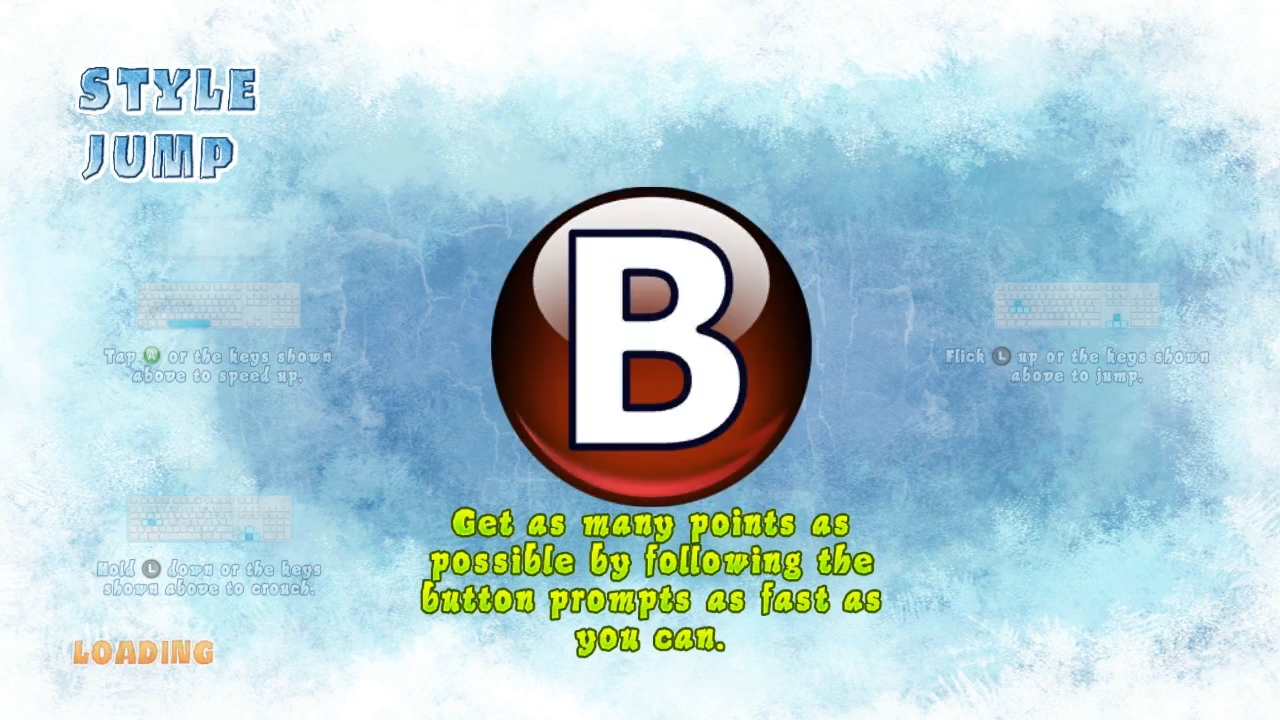 STYLE
JUMP
B
Tap A or the keys shown
above to speed up.
Flick L up or the keys shown
above to jump.
Get as many points as
possible by following the
button prompts as fast as
you can.
Hold L down or the keys
shown above to crouch.
LOADING